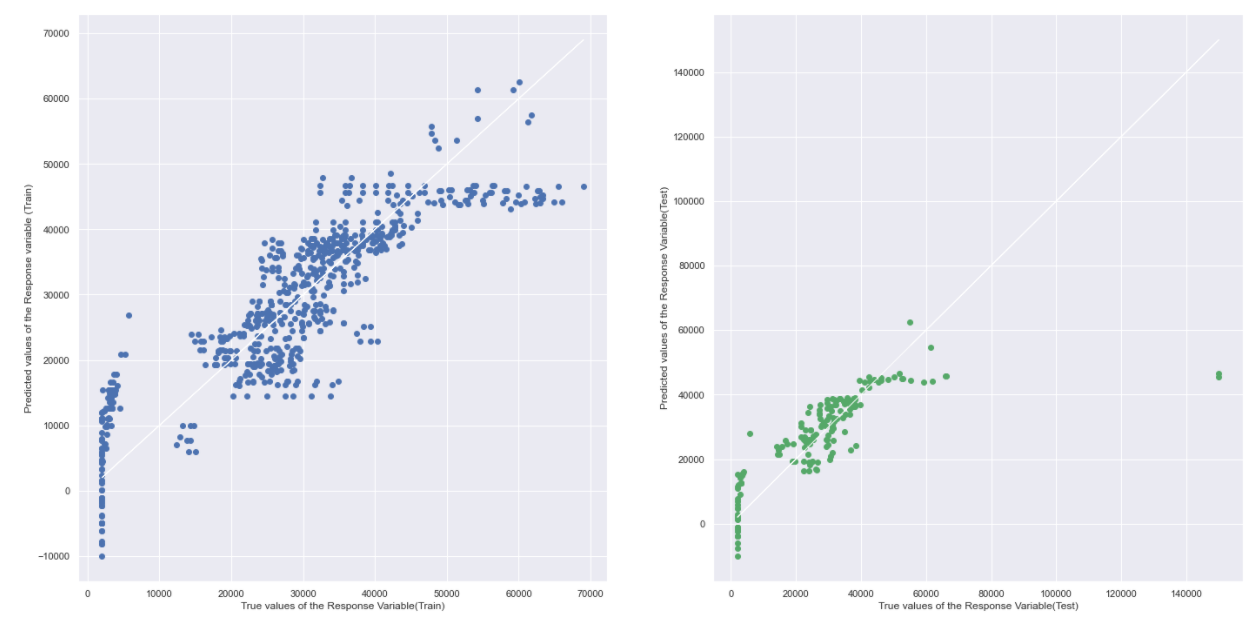 70000
60000
50000
40000
30000
20000
10000
0
−10000
Predicted values of the Response variable (Train)
0 10000 20000 30000 40000 50000 60000 70000
True values of the Response Variable(Train)
140000
120000
100000
80000
60000
40000
20000
0
Predicted values of the Response Variable(Test)
0 20000 40000 60000 80000 100000 120000 140000
True values of the Response Variable(Test)